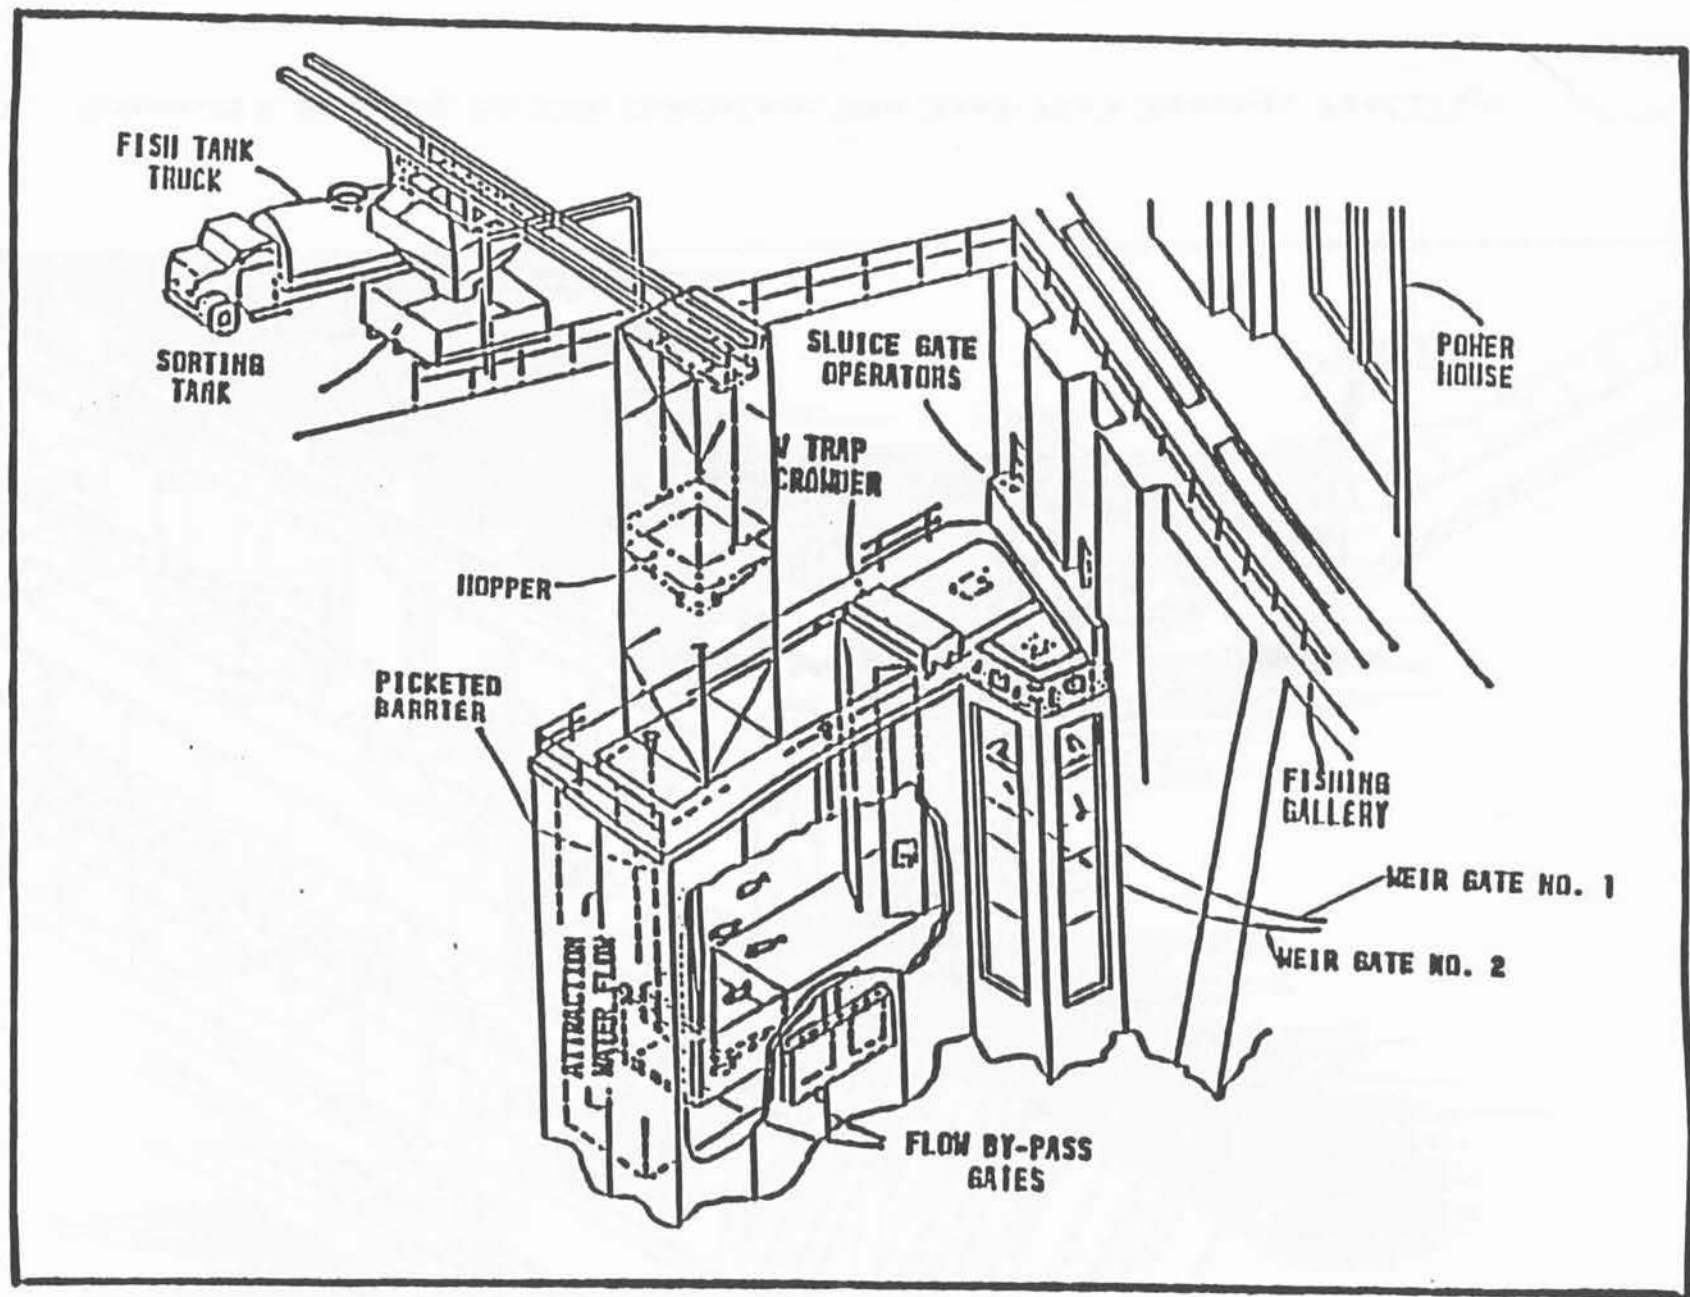 FISH TANK
TRUCK
SORTING
TANK
SLUICE GATE
OPERATORS
POWER
HOUSE
V TRAP
CROWDER
HOPPER
PICKETED
BARRIER
FISHING
GALLERY
WEIR GATE NO. 1
WEIR GATE NO. 2
ATTRACTION
WATER FLOW
FLOW BY-PASS
GATES